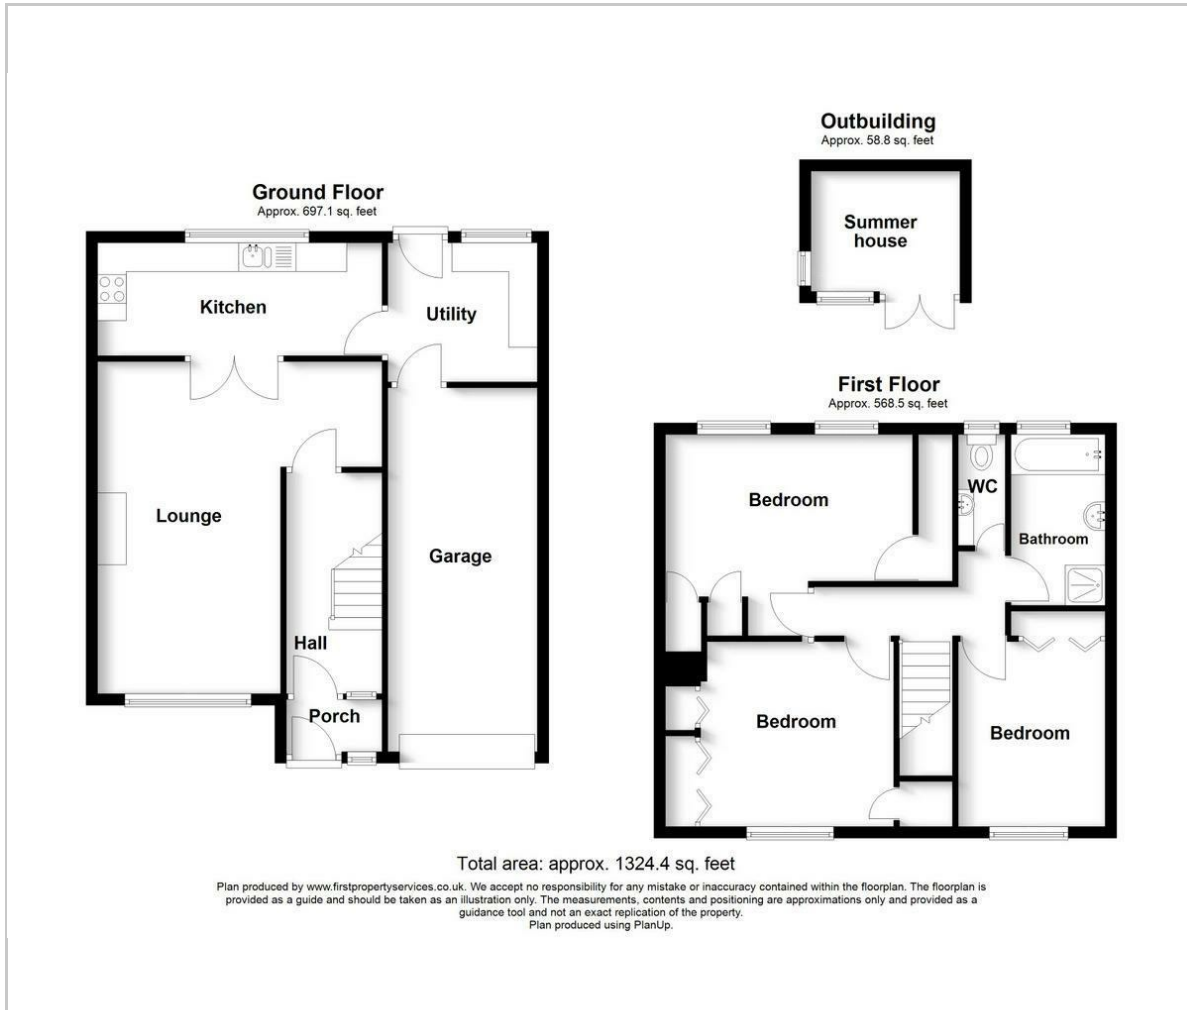 Outbuilding
Approx. 58.8 sq. feet
Summer
house
Ground Floor
Approx. 697.1 sq. feet
Kitchen
Utility
Lounge
Garage
Hall
Porch
First Floor
Approx. 568.5 sq. feet
Bedroom
WC
Bathroom
Bedroom
Bedroom
Total area: approx. 1324.4 sq. feet
Plan produced by www.firstpropertyservices.co.uk. We accept no responsibility for any mistake or inaccuracy contained within the floorplan. The floorplan is
provided as a guide and should be taken as an illustration only. The measurements, contents and positioning are approximations only and provided as a
guidance tool and not an exact replication of the property.
Plan produced using PlanUp.